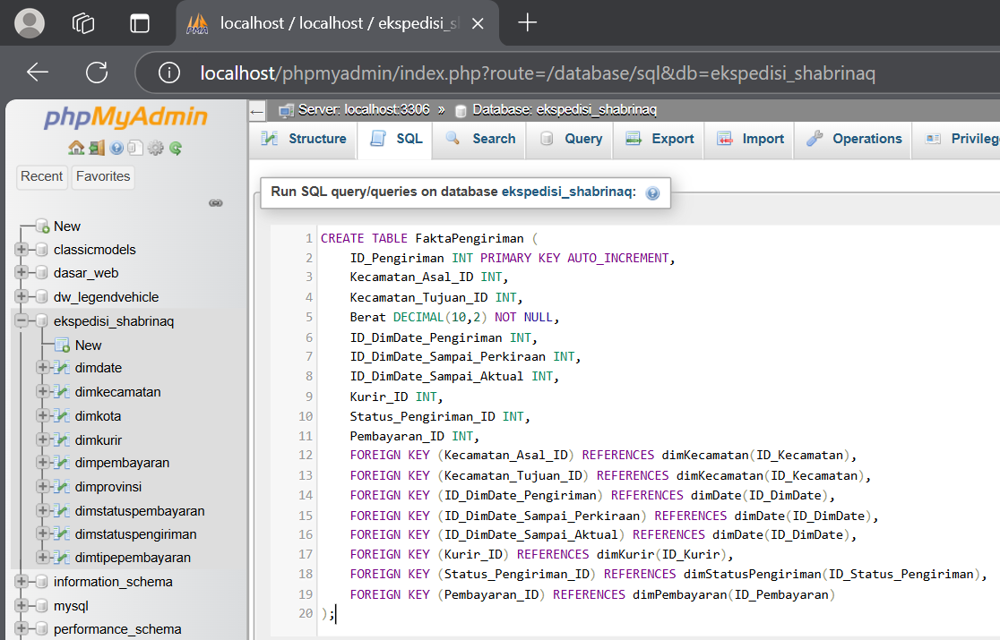 localhost / localhost / ekspedisi_s
localhost/phpmyadmin/index.php?route=/database/sql&db=ekspedisi_shabrinaq
phpMyAdmin
Recent
Favorites
New
classicmodels
dasar_web
dw_legendvehicle
ekspedisi_shabrinaq
New
dimdate
dimkecamatan
dimkota
dimkurir
dimpembayaran
dimprovinsi
dimstatuspembayaran
dimstatuspengiriman
dimtipepembayaran
information_schema
mysql
performance_schema
Server: localhost:3306 » Database: ekspedisi_shabrinaq
Structure SQL Search Query Export Import Operations Privileg
Run SQL query/queries on database ekspedisi_shabrinaq:
1 CREATE TABLE FaktaPengiriman (
2 ID_Pengiriman INT PRIMARY KEY AUTO_INCREMENT,
3 Kecamatan_Asal_ID INT,
4 Kecamatan_Tujuan_ID INT,
5 Berat DECIMAL(10,2) NOT NULL,
6 ID_DimDate_Pengiriman INT,
7 ID_DimDate_Sampai_Perkiraan INT,
8 ID_DimDate_Sampai_Aktual INT,
9 Kurir_ID INT,
10 Status_Pengiriman_ID INT,
11 Pembayaran_ID INT,
12 FOREIGN KEY (Kecamatan_Asal_ID) REFERENCES dimKecamatan(ID_Kecamatan),
13 FOREIGN KEY (Kecamatan_Tujuan_ID) REFERENCES dimKecamatan(ID_Kecamatan),
14 FOREIGN KEY (ID_DimDate_Pengiriman) REFERENCES dimDate(ID_DimDate),
15 FOREIGN KEY (ID_DimDate_Sampai_Perkiraan) REFERENCES dimDate(ID_DimDate),
16 FOREIGN KEY (ID_DimDate_Sampai_Aktual) REFERENCES dimDate(ID_DimDate),
17 FOREIGN KEY (Kurir_ID) REFERENCES dimKurir(ID_Kurir),
18 FOREIGN KEY (Status_Pengiriman_ID) REFERENCES dimStatusPengiriman(ID_Status_Pengiriman),
19 FOREIGN KEY (Pembayaran_ID) REFERENCES dimPembayaran(ID_Pembayaran)
20 );